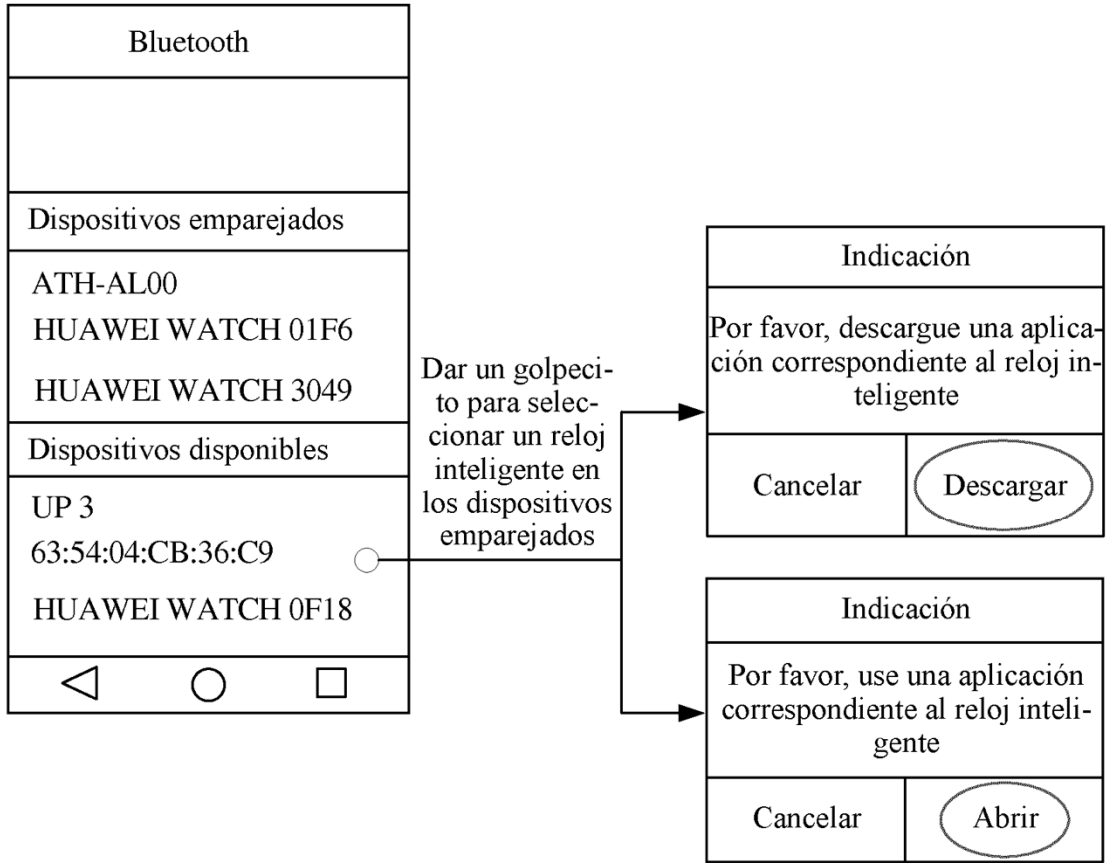 Bluetooth
Dispositivos emparejados
ATH-AL00
HUAWEI WATCH 01F6
HUAWEI WATCH 3049
Dispositivos disponibles
UP 3
63:54:04:CB:36:C9
HUAWEI WATCH 0F18
Dar un golpeci-
to para selec-
cionar un reloj
inteligente en
los dispositivos
emparejados
Indicación
Por favor, descargue una aplica-
ción correspondiente al reloj in-
teligente
Cancelar
Descargar
Indicación
Por favor, use una aplicación
correspondiente al reloj inteli-
gente
Cancelar
Abrir